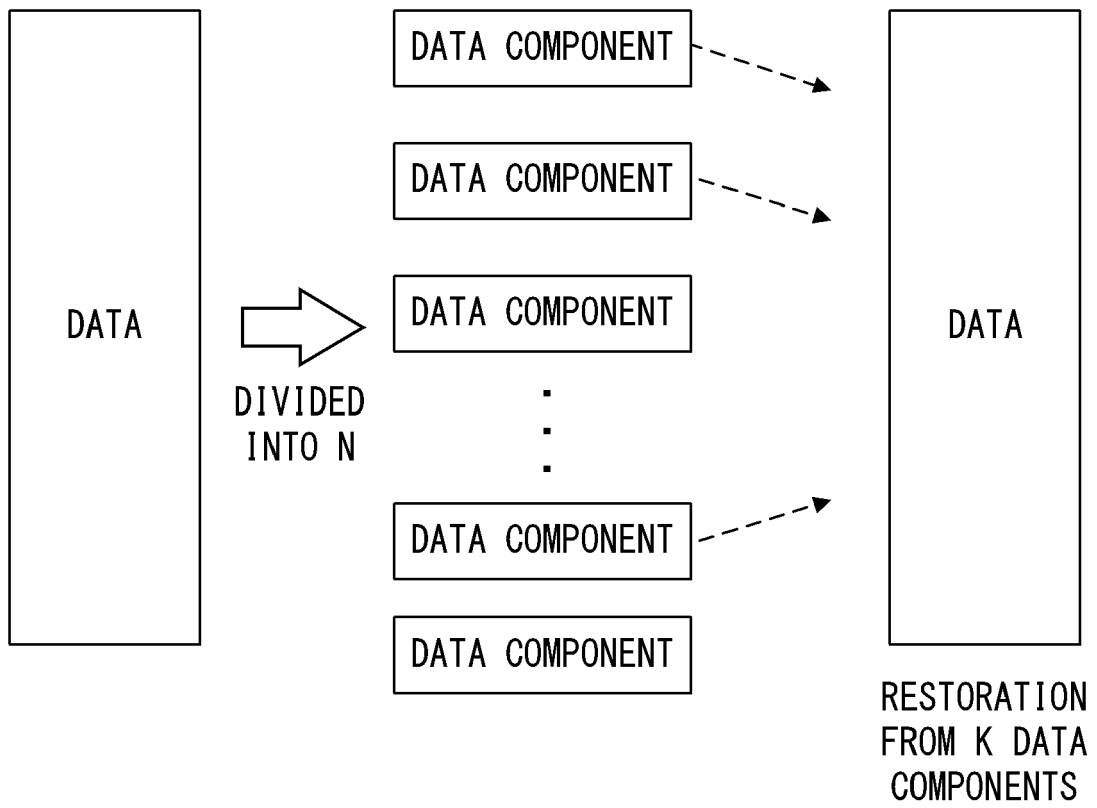 DATA
DIVIDED
INTO N
DATA COMPONENT
DATA COMPONENT
DATA COMPONENT
DATA COMPONENT
DATA COMPONENT
DATA
RESTORATION
FROM K DATA
COMPONENTS